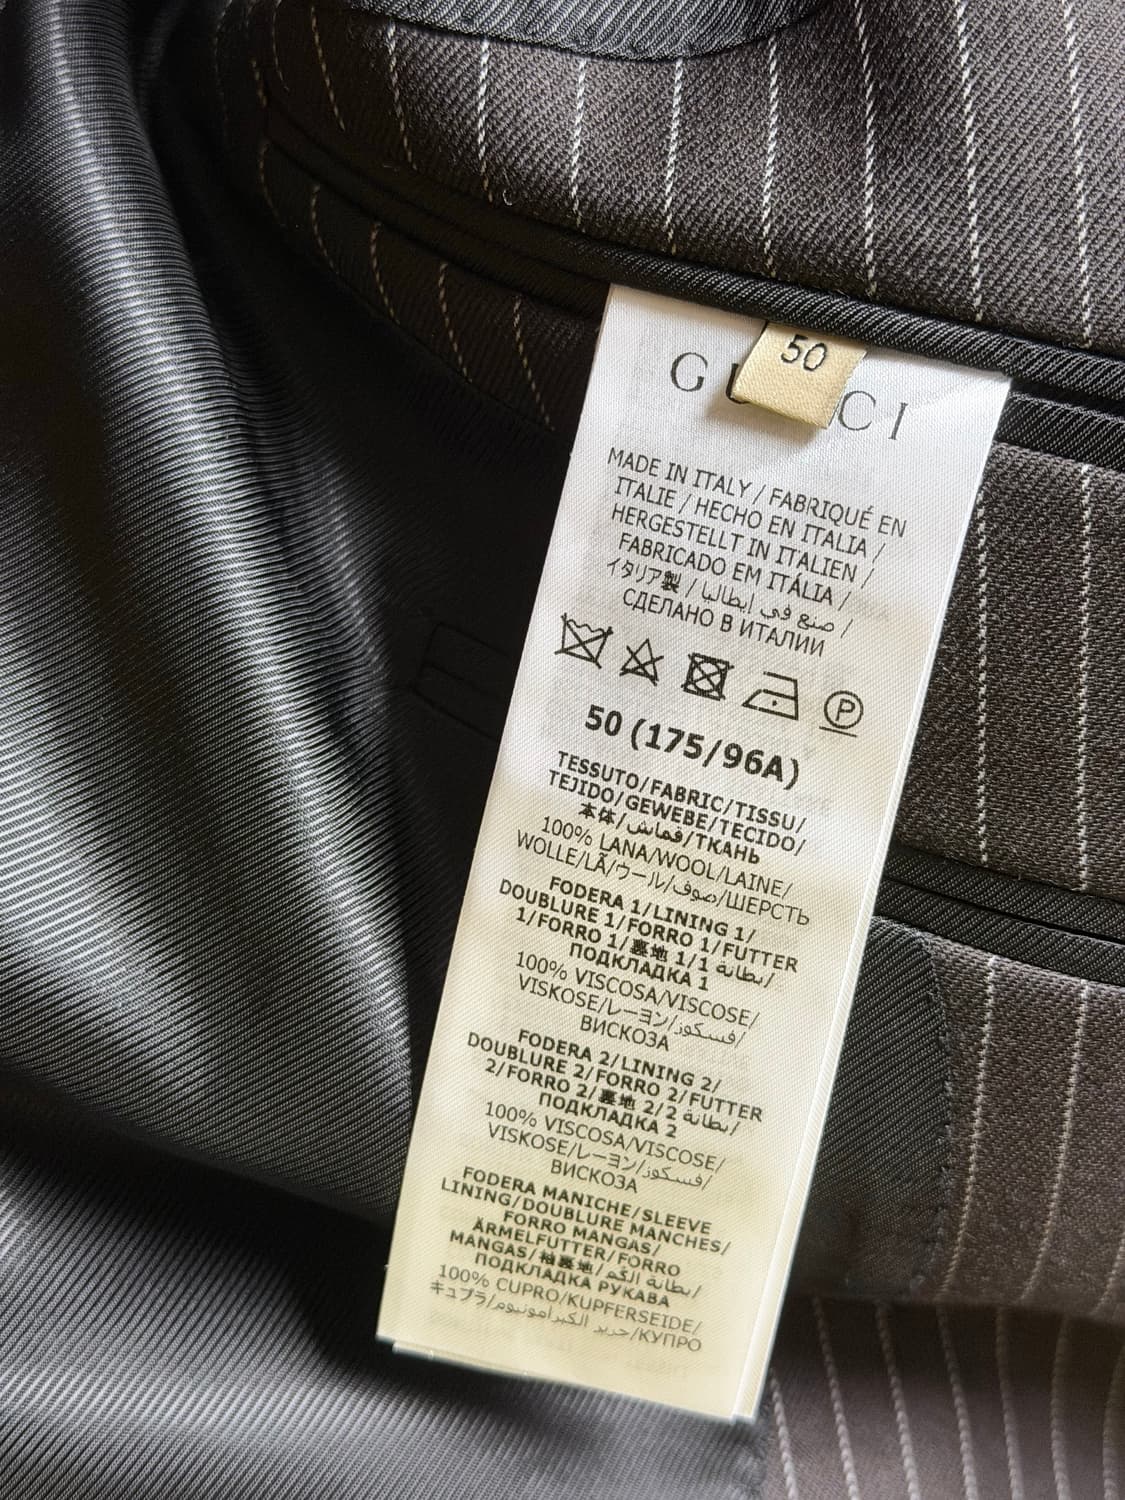 50
GUCCI
MADE IN ITALY / FABRIQUÉ EN
ITALIE / HECHO EN ITALIA /
HERGESTELLT IN ITALIEN /
FABRICADO EM ITÁLIA /
イタリア製 / صنع في إيطاليا /
СДЕЛАНО В ИТАЛИИ
P
50 (175/96A)
TESSUTO/FABRIC/TISSU/
TEJIDO/GEWEBE/TECIDO/
本体/قماش/ТКАНЬ
100% LANA/WOOL/LAINE/
WOLLE/LÃ/ウール/صوف/ШЕРСТЬ
FODERA 1/LINING 1/
DOUBLURE 1/FORRO 1/FUTTER
1/FORRO 1/裏地 1/1 بطانة/
ПОДКЛАДКА 1
100% VISCOSA/VISCOSE/
VISKOSE/レーヨン/فسكوز/
ВИСКОЗА
FODERA 2/LINING 2/
DOUBLURE 2/FORRO 2/FUTTER
2/FORRO 2/裏地 2/2 بطانة/
ПОДКЛАДКА 2
100% VISCOSA/VISCOSE/
VISKOSE/レーヨン/فسكوز/
ВИСКОЗА
FODERA MANICHE/SLEEVE
LINING/DOUBLURE MANCHES/
FORRO MANGAS/
ÄRMELFUTTER/FORRO
MANGAS/袖裏地/بطانة الكم/
ПОДКЛАДКА РУКАВА
100% CUPRO/KUPFERSEIDE/
キュプラ/حرير الكبرامونيوم/КУПРО